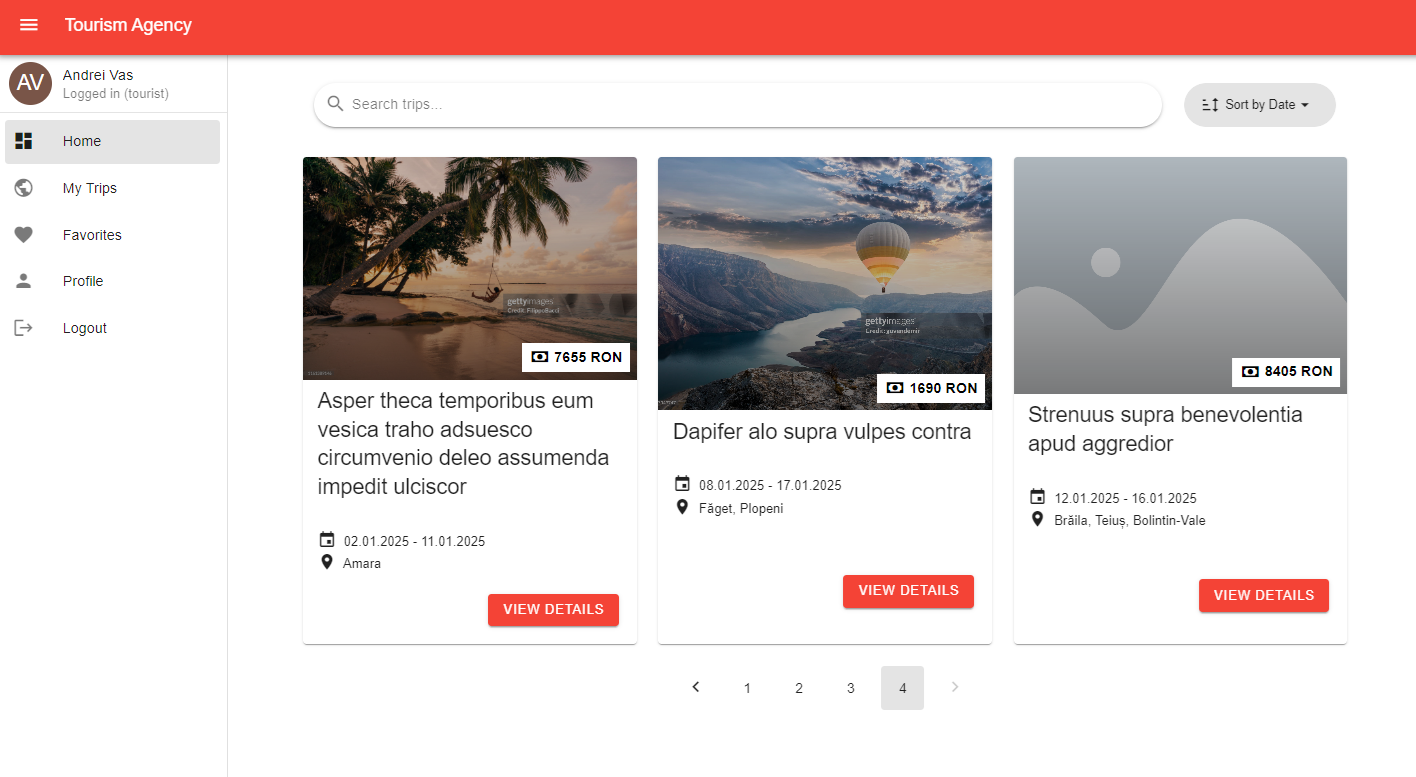 Tourism Agency
AV
Andrei Vas
Logged in (tourist)
Home
My Trips
Favorites
Profile
Logout
Search trips...
Sort by Date
gettyimages
Credit: FilippoBacci
7655 RON
Asper theca temporibus eum
vesica traho adsuesco
circumvenio deleo assumenda
impedit ulciscor
02.01.2025 - 11.01.2025
Amara
VIEW DETAILS
gettyimages
Credit: guvendemir
1690 RON
Dapifer alo supra vulpes contra
08.01.2025 - 17.01.2025
Făget, Plopeni
VIEW DETAILS
8405 RON
Strenuus supra benevolentia
apud aggredior
12.01.2025 - 16.01.2025
Brăila, Teiuș, Bolintin-Vale
VIEW DETAILS
1
2
3
4